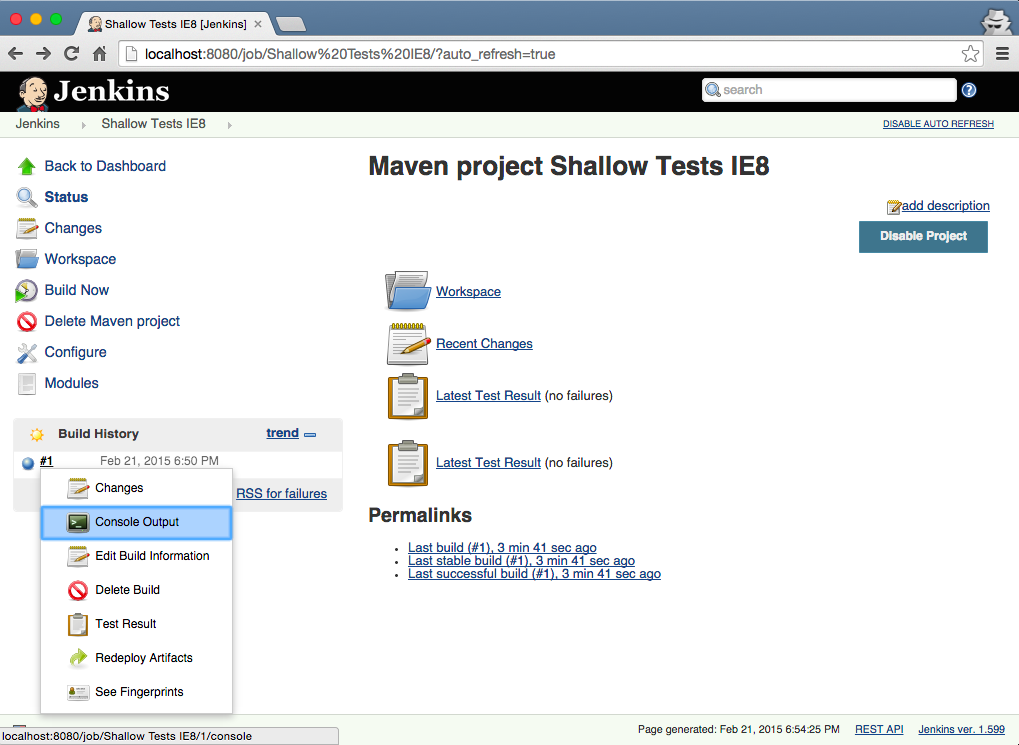 Shallow Tests IE8 [Jenkins]
localhost:8080/job/Shallow%20Tests%20IE8/?auto_refresh=true
Jenkins
search
Jenkins Shallow Tests IE8
DISABLE AUTO REFRESH
Back to Dashboard
Status
Changes
Workspace
Build Now
Delete Maven project
Configure
Modules
Build History trend
#1 Feb 21, 2015 6:50 PM
RSS for failures
Changes
Console Output
Edit Build Information
Delete Build
Test Result
Redeploy Artifacts
See Fingerprints
Maven project Shallow Tests IE8
add description
Disable Project
Workspace
Recent Changes
Latest Test Result (no failures)
Latest Test Result (no failures)
Permalinks
Last build (#1), 3 min 41 sec ago
Last stable build (#1), 3 min 41 sec ago
Last successful build (#1), 3 min 41 sec ago
localhost:8080/job/Shallow Tests IE8/1/console
Page generated: Feb 21, 2015 6:54:25 PM REST API Jenkins ver. 1.599